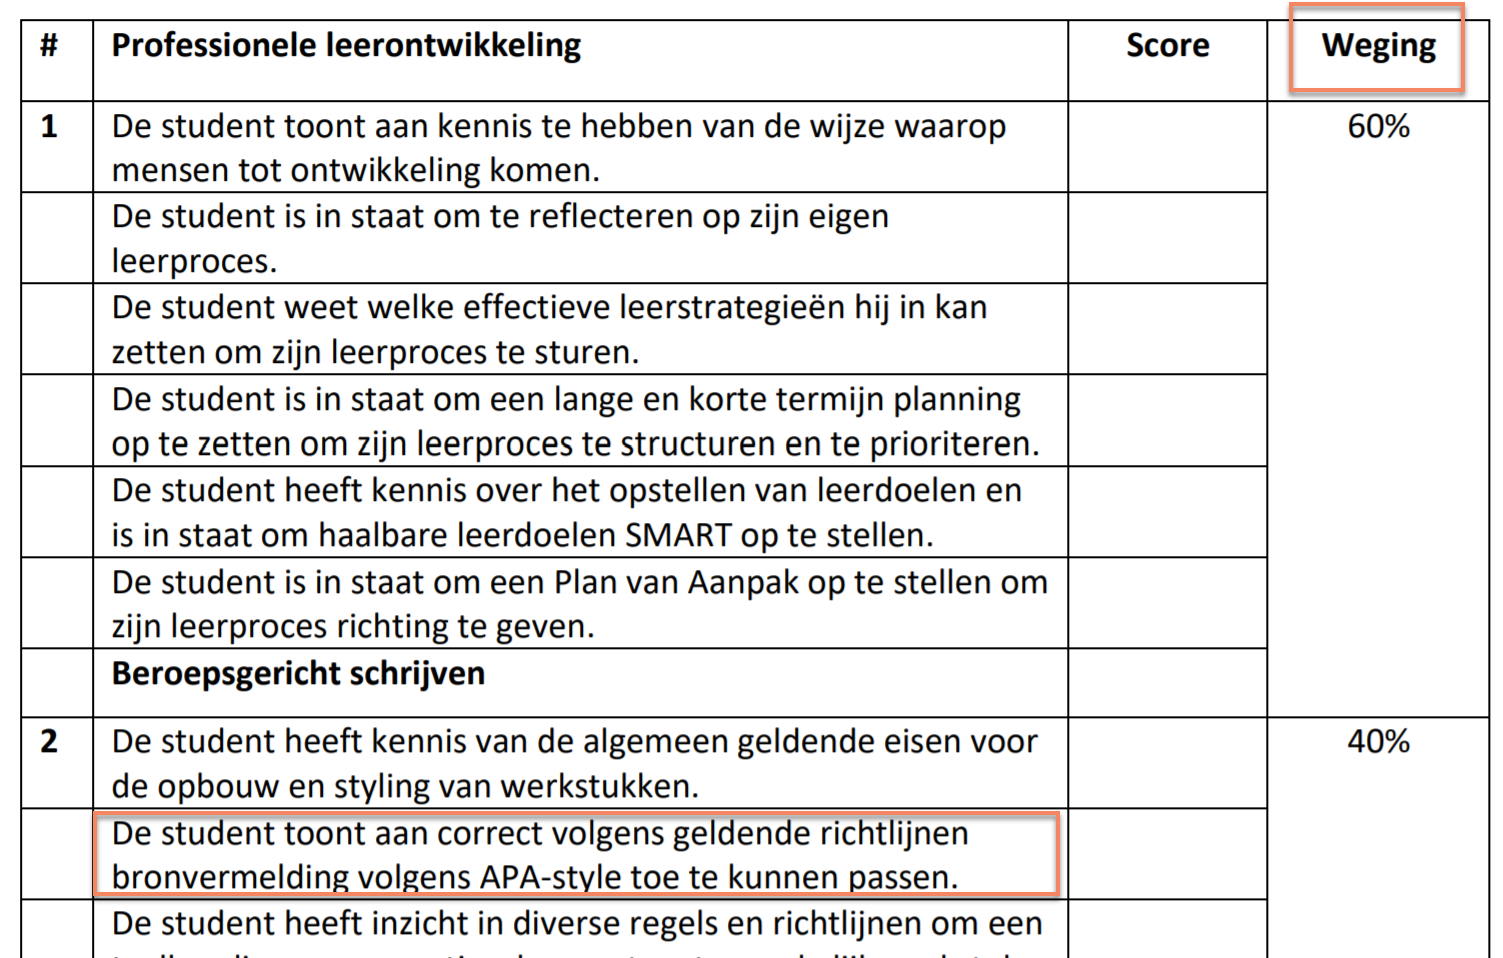 # Professionele leerontwikkeling Score Weging
1 De student toont aan kennis te hebben van de wijze waarop 60%
mensen tot ontwikkeling komen.
De student is in staat om te reflecteren op zijn eigen
leerproces.
De student weet welke effectieve leerstrategieën hij in kan
zetten om zijn leerproces te sturen.
De student is in staat om een lange en korte termijn planning
op te zetten om zijn leerproces te structuren en te prioriteren.
De student heeft kennis over het opstellen van leerdoelen en
is in staat om haalbare leerdoelen SMART op te stellen.
De student is in staat om een Plan van Aanpak op te stellen om
zijn leerproces richting te geven.
Beroepsgericht schrijven
2 De student heeft kennis van de algemeen geldende eisen voor 40%
de opbouw en styling van werkstukken.
De student toont aan correct volgens geldende richtlijnen
bronvermelding volgens APA-style toe te kunnen passen.
De student heeft inzicht in diverse regels en richtlijnen om een